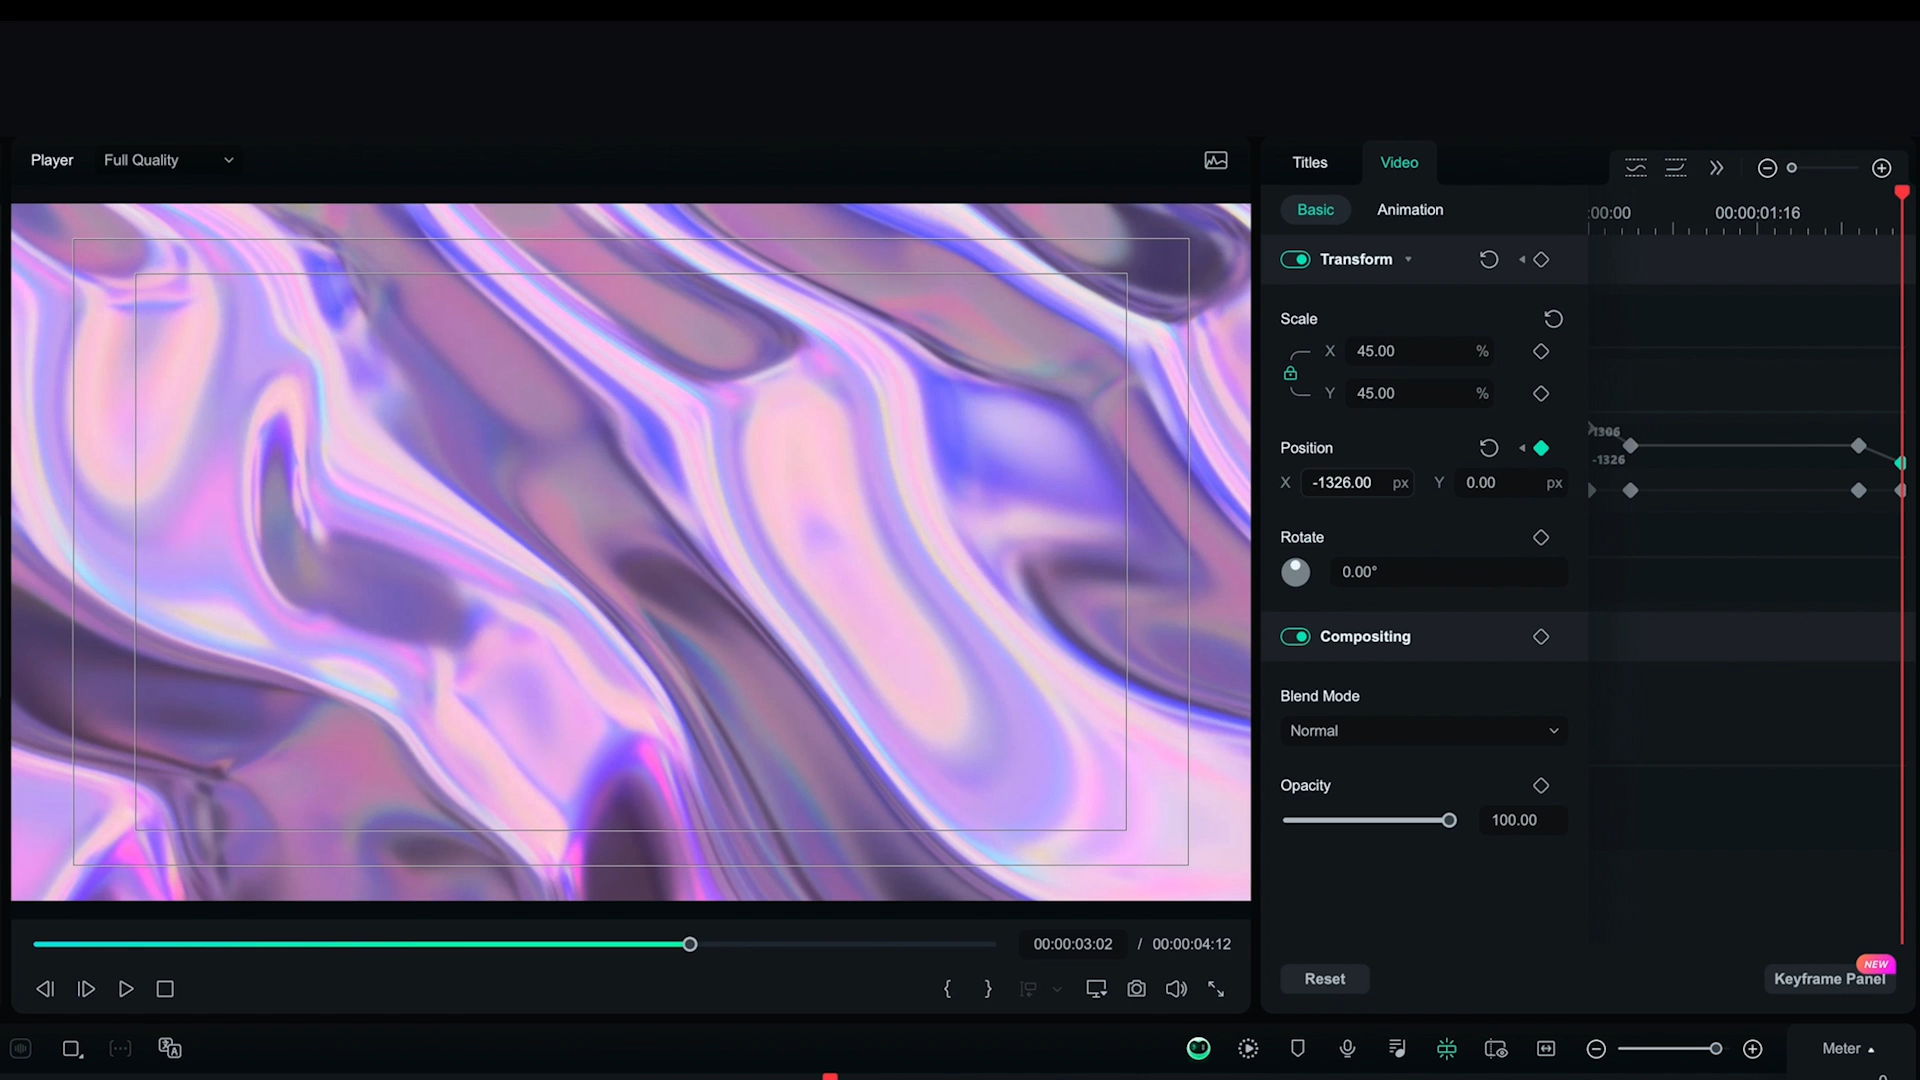 Player
Full Quality
Titles
Video
Basic
Animation
:00:00
00:00:01:16
Transform
Scale
X
45.00
%
Y
45.00
%
Position
X
-1326.00
px
Y
0.00
px
1306
-1326
Rotate
0.00°
Compositing
Blend Mode
Normal
Opacity
100.00
00:00:03:02 / 00:00:04:12
{ }
Reset
NEW
Keyframe Panel
Meter